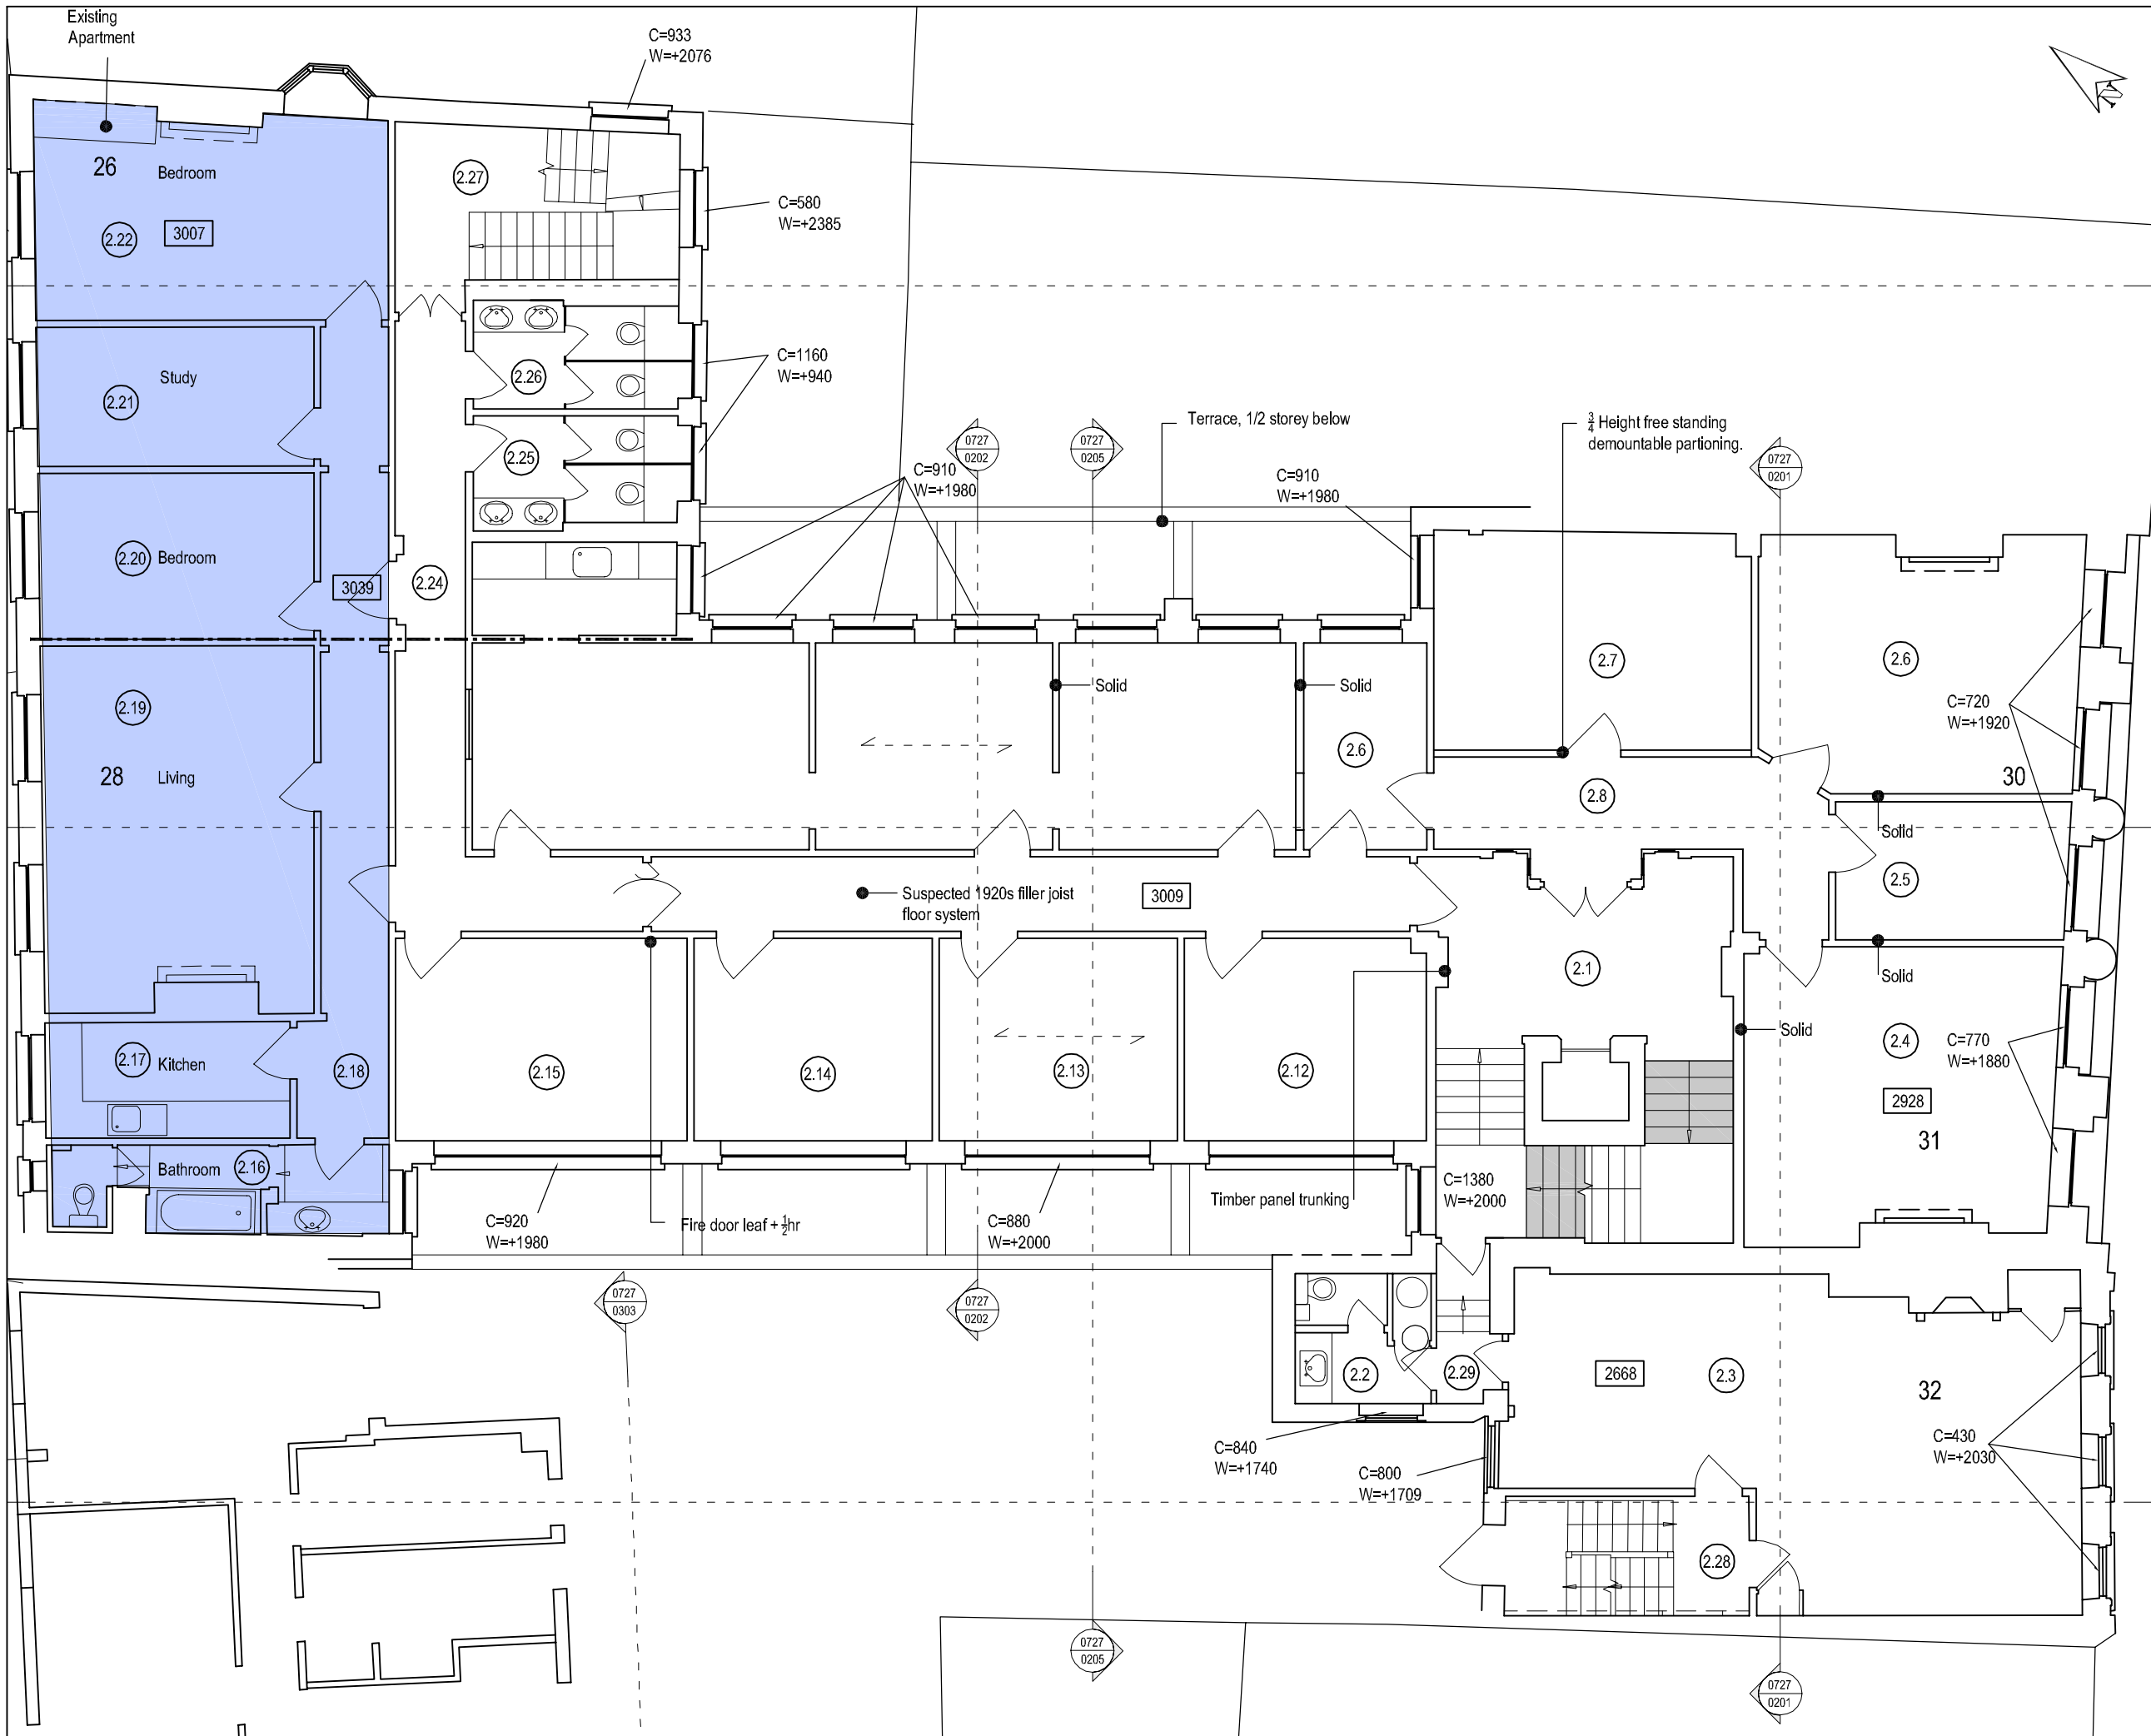 Existing
Apartment
C=933
W=+2076
26
Bedroom
2.27
2.22
3007
C=580
W=+2385
Study
2.21
2.26
C=1160
W=+940
2.25
Terrace, 1/2 storey below
¾ Height free standing
demountable partioning.
0727
0202
0727
0205
0727
0201
C=910
W=+1980
C=910
W=+1980
2.20
Bedroom
3039
2.24
2.19
28
Living
Solid
Solid
2.6
2.7
2.6
C=720
W=+1920
30
2.8
Solid
2.5
Suspected 1920s filler joist
floor system
3009
2.1
Solid
Solid
2.4
C=770
W=+1880
2928
31
2.17
Kitchen
2.18
2.15
2.14
2.13
2.12
Bathroom
2.16
C=920
W=+1980
Fire door leaf + ½hr
C=880
W=+2000
Timber panel trunking
C=1380
W=+2000
0727
0303
0727
0202
2.2
2.29
2668
2.3
32
C=840
W=+1740
C=800
W=+1709
C=430
W=+2030
2.28
0727
0205
0727
0201